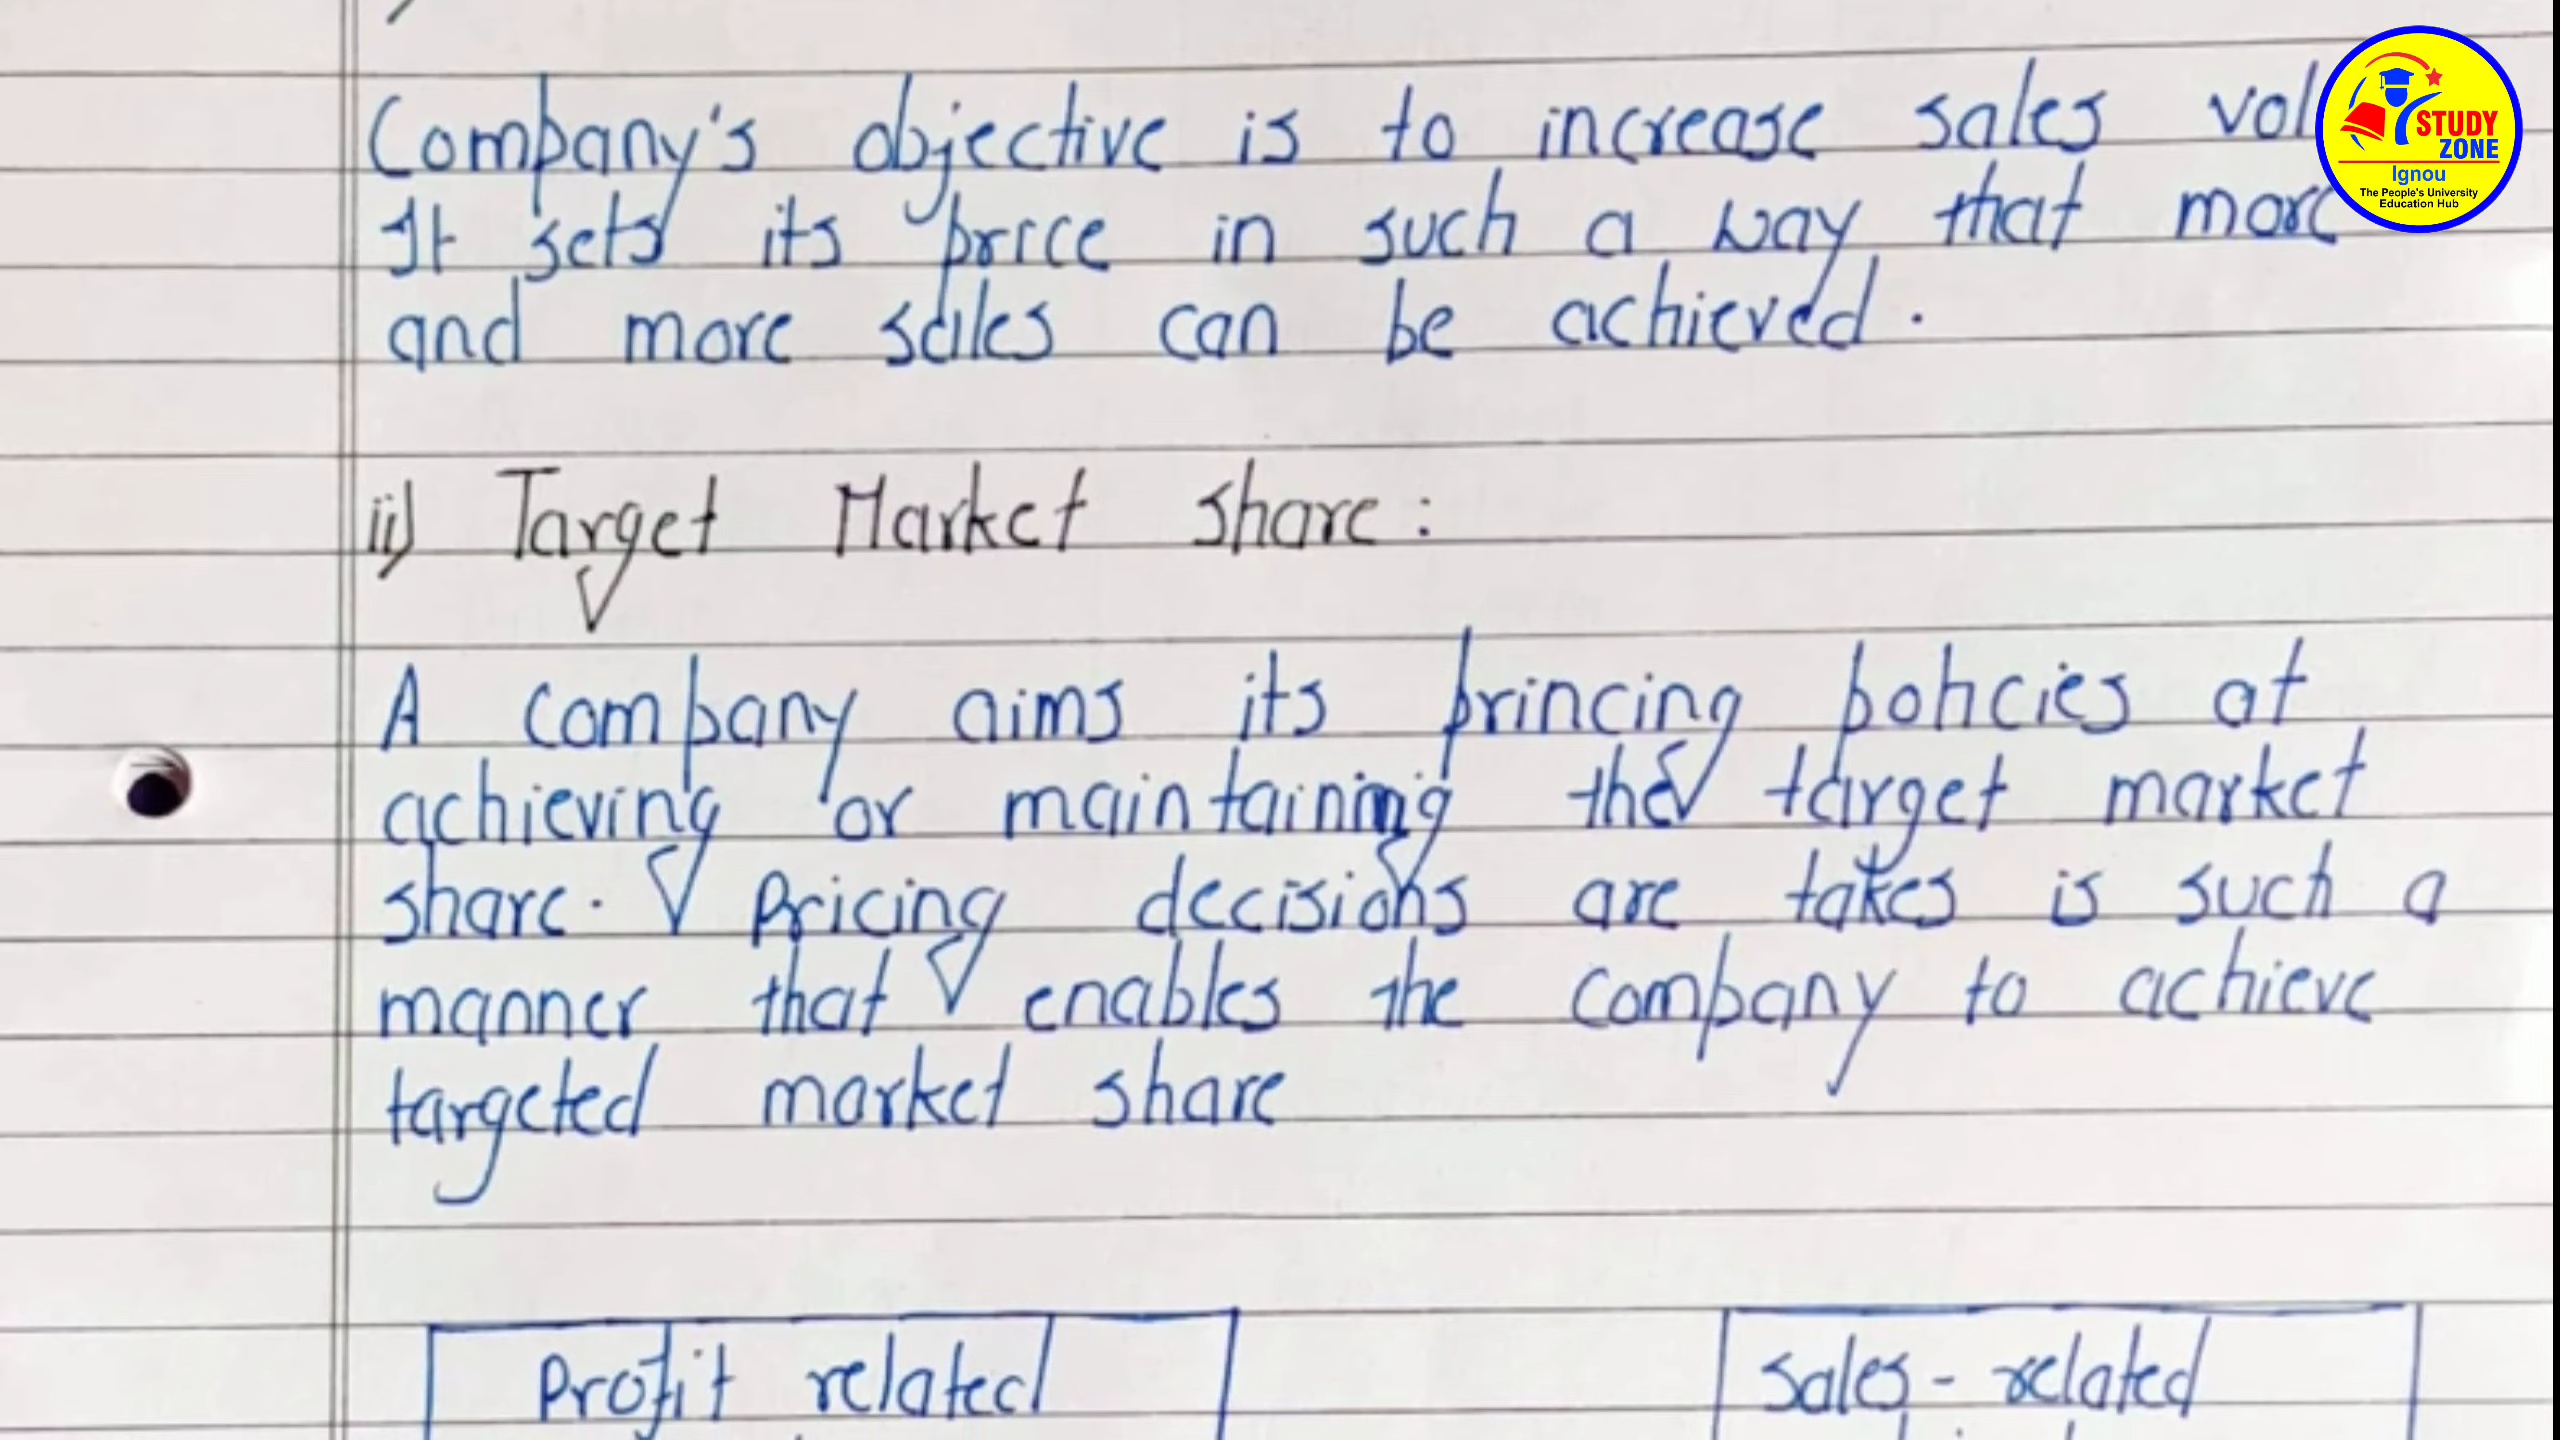 Company's objective is to increase sales vol
It sets its price in such a way that more
and more sales can be achieved.
ii) Target Market share:
A company aims its princing policies at
achieving or maintaining the target market
share. Pricing decisions are takes is such a
manner that enables the company to achieve
targeted market share
Profit related
Sales - related
STUDY
ZONE
Ignou
The People's University
Education Hub